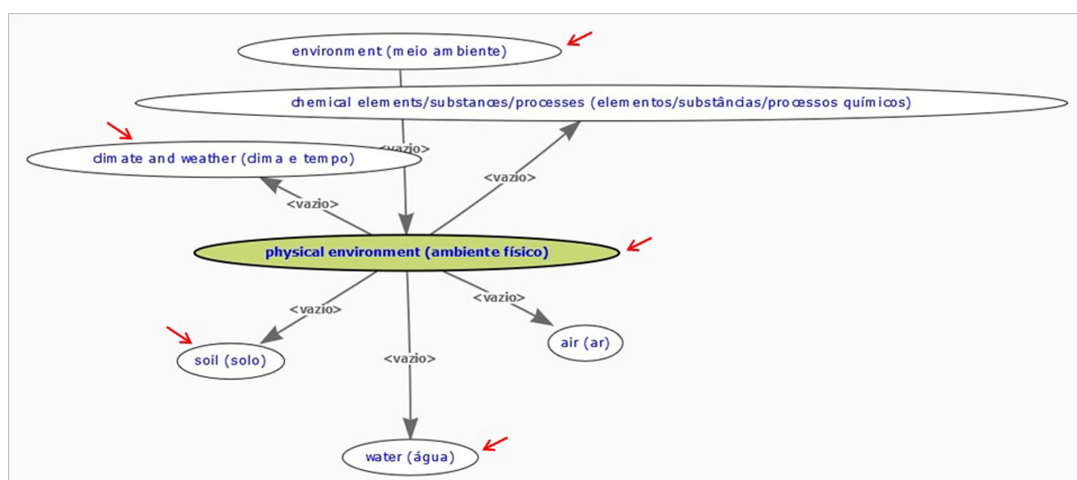 environment (meio ambiente)
chemical elements/substances/processes (elementos/substâncias/processos químicos)
<vazio>
climate and weather (clima e tempo)
<vazio>
<vazio>
physical environment (ambiente físico)
<vazio>
<vazio>
air (ar)
soil (solo)
<vazio>
water (água)